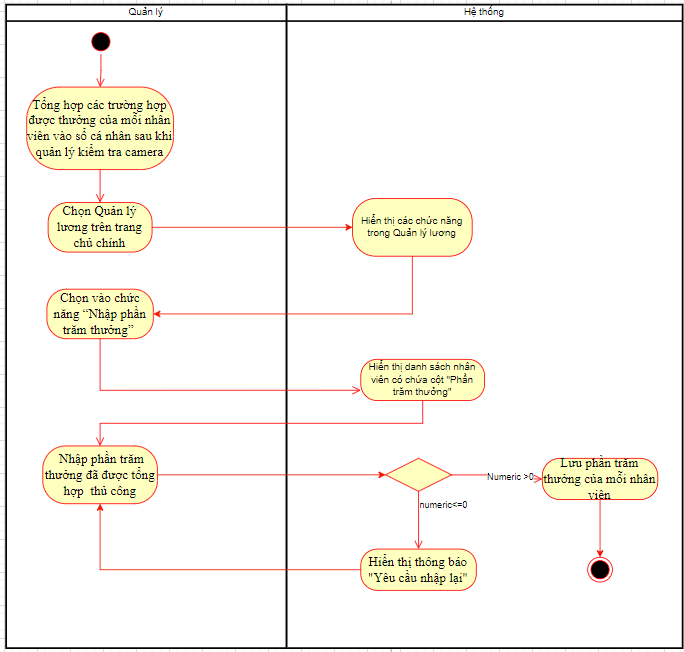 Quản lý
Hệ thống
Tổng hợp các trường hợp
được thưởng của mỗi nhân
viên vào sổ cá nhân sau khi
quản lý kiểm tra camera
Chọn Quản lý
lương trên trang
chủ chính
Hiển thị các chức năng
trong Quản lý lương
Chọn vào chức
năng “Nhập phần
trăm thưởng”
Hiển thị danh sách nhân
viên có chứa cột "Phần
trăm thưởng"
Nhập phần trăm
thưởng đã được tổng
hợp thủ công
Numeric >0
Lưu phần trăm
thưởng của mỗi nhân
viên
numeric<=0
Hiển thị thông báo
"Yêu cầu nhập lại"